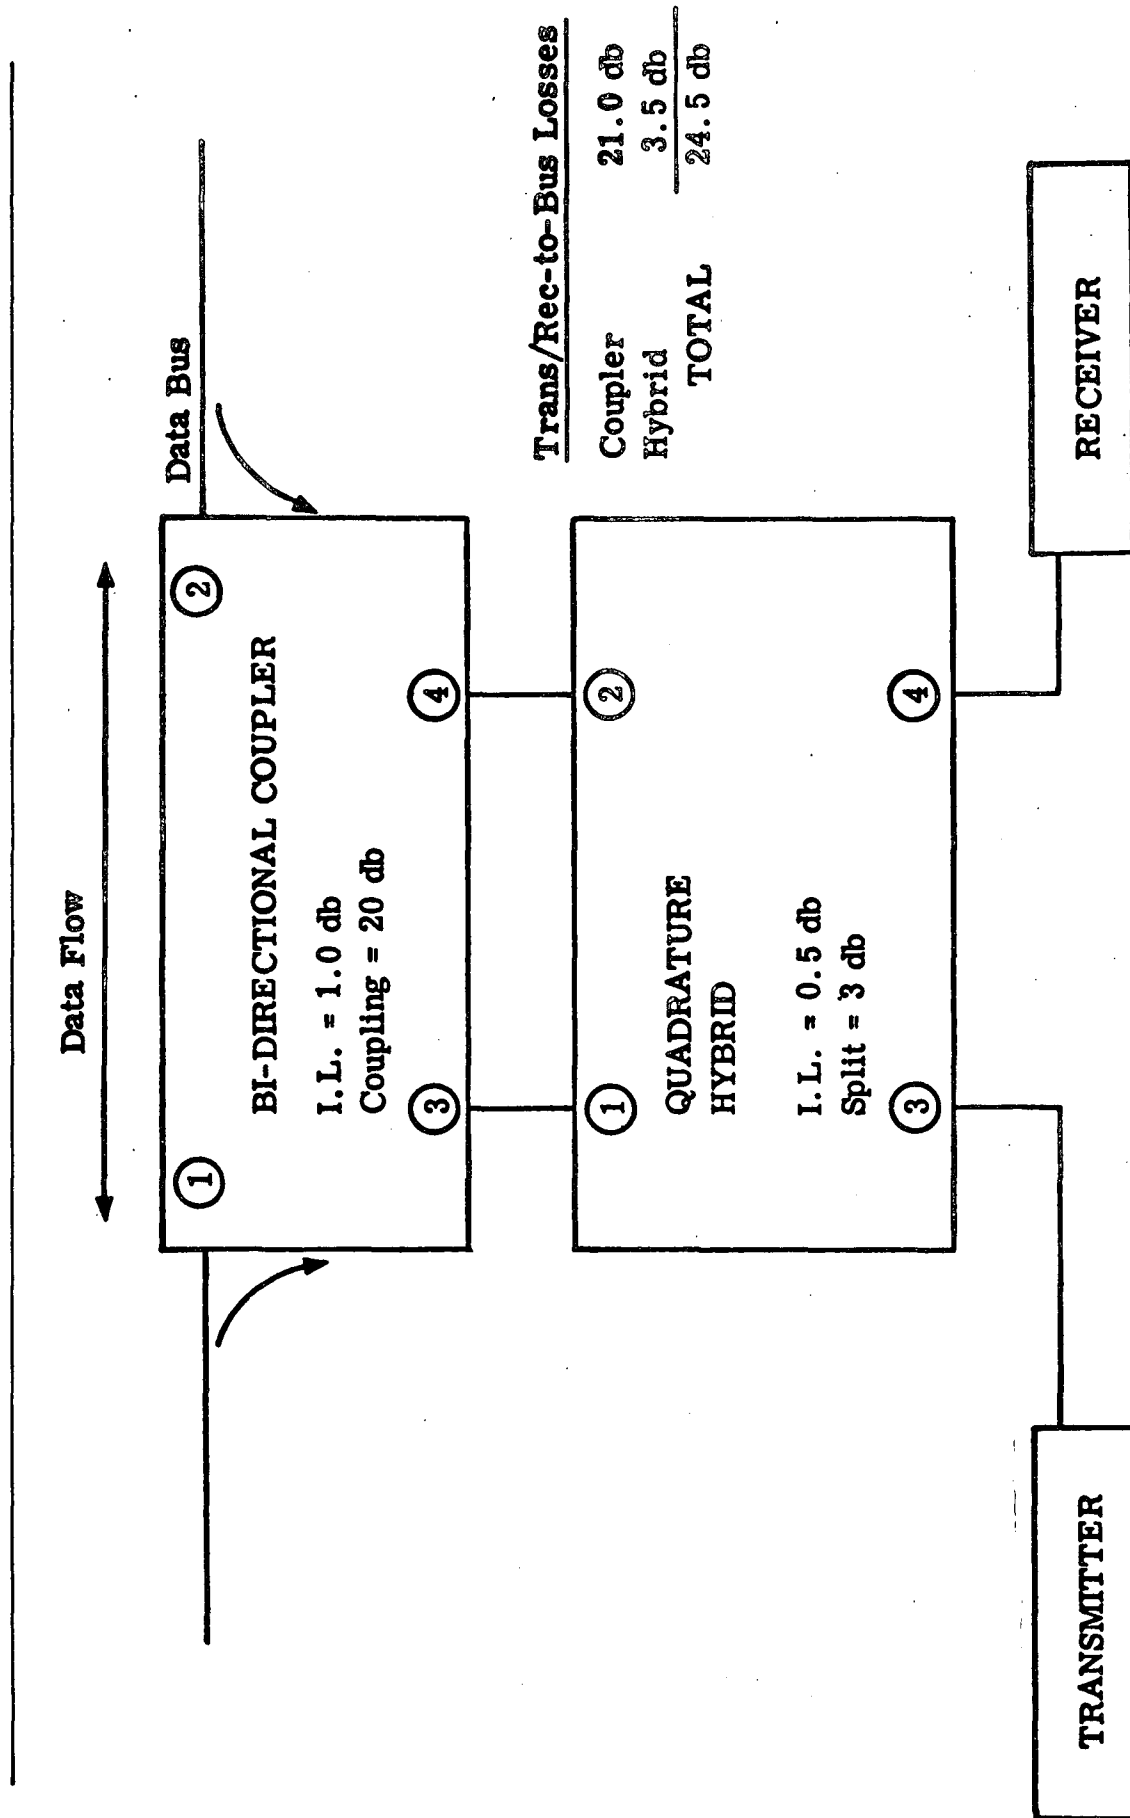 Data Flow
Data Bus
1
2
BI-DIRECTIONAL COUPLER
I.L. = 1.0 db
Coupling = 20 db
3
4
Trans/Rec-to-Bus Losses
Coupler 21.0 db
Hybrid 3.5 db
TOTAL 24.5 db
1
2
QUADRATURE
HYBRID
I.L. = 0.5 db
Split = 3 db
3
4
TRANSMITTER
RECEIVER